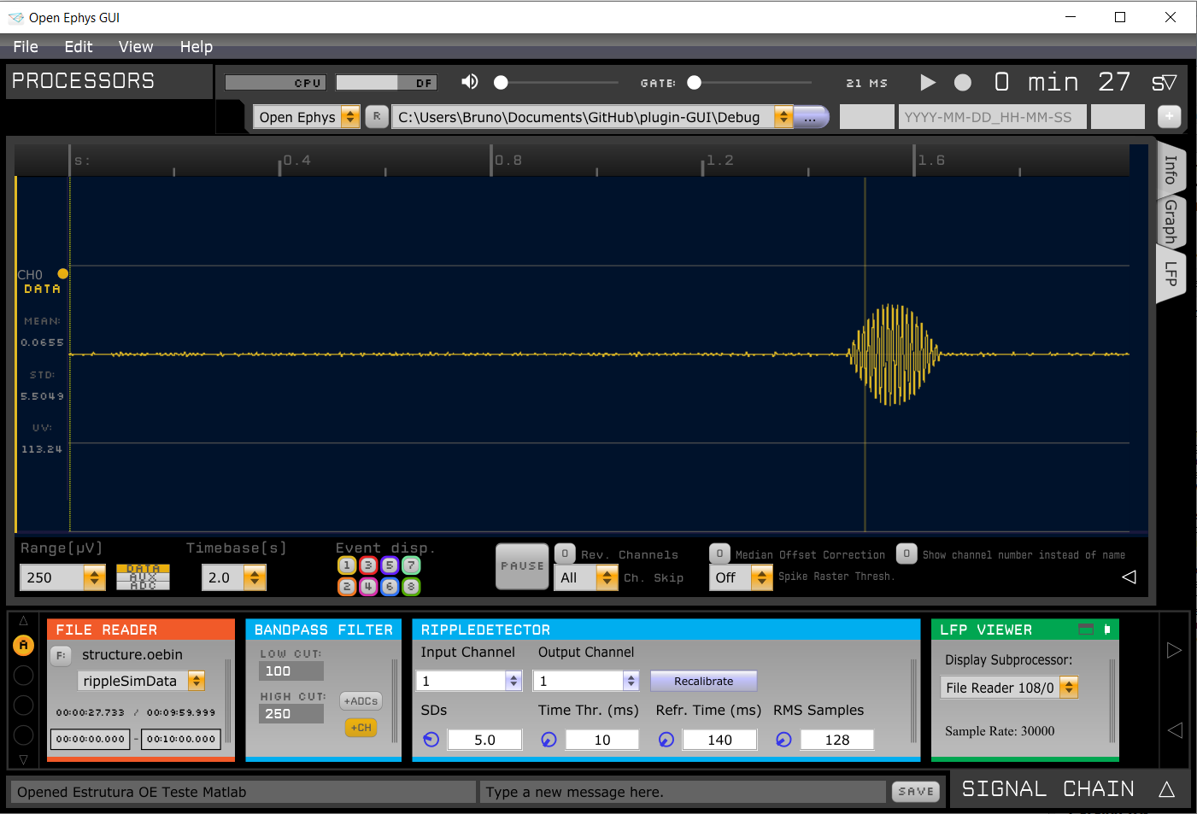 Open Ephys GUI
File Edit View Help
PROCESSORS CPU DF GATE: 21 MS 0 min 27 s
Open Ephys R C:\Users\Bruno\Documents\GitHub\plugin-GUI\Debug ... YYYY-MM-DD_HH-MM-SS +
s: 0.4 0.8 1.2 1.6
Info
Graph
LFP
CH0
DATA
MEAN:
0.0655
STD:
5.5049
UV:
113.24
Range[µV] Timebase[s] Event disp.
250 DATA AUX ADC 2.0
1 3 5 7
2 4 6 8
PAUSE
D Rev. Channels D Median Offset Correction D Show channel number instead of name
All Ch. Skip Off Spike Raster Thresh.
A
FILE READER
F: structure.oebin
rippleSimData
00:00:27.733 / 00:09:59.999
00:00:00.000 - 00:10:00.000
BANDPASS FILTER
LOW CUT:
100
HIGH CUT:
250
+ADCs
+CH
RIPPLEDETECTOR
Input Channel Output Channel
1 1 Recalibrate
SDs Time Thr. (ms) Refr. Time (ms) RMS Samples
5.0 10 140 128
LFP VIEWER
Display Subprocessor:
File Reader 108/0
Sample Rate: 30000
Opened Estrutura OE Teste Matlab Type a new message here. SAVE SIGNAL CHAIN